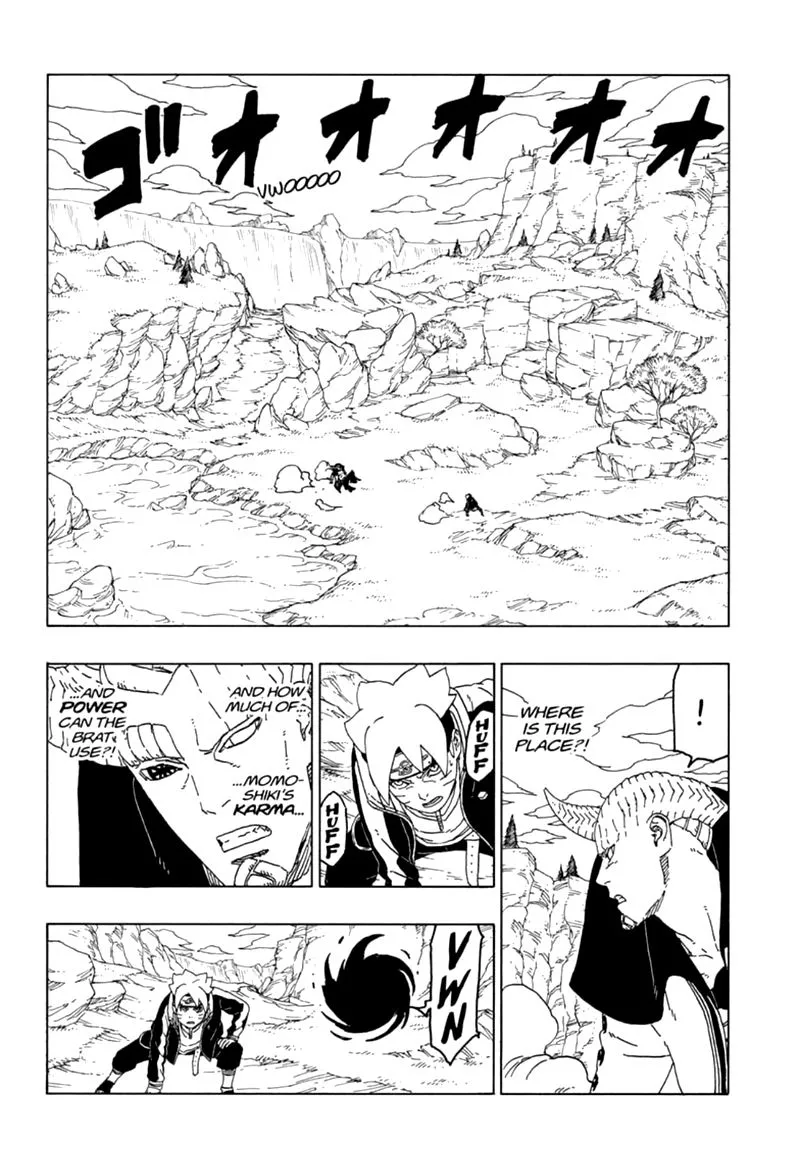 ゴオオオオオ
VWOOOOO
!
WHERE
IS THIS
PLACE?!
HUFF
HUFF
AND HOW
MUCH OF...
...MOMO-
SHIKI'S
KARMA...
...AND
POWER
CAN THE
BRAT
USE?!
VWN